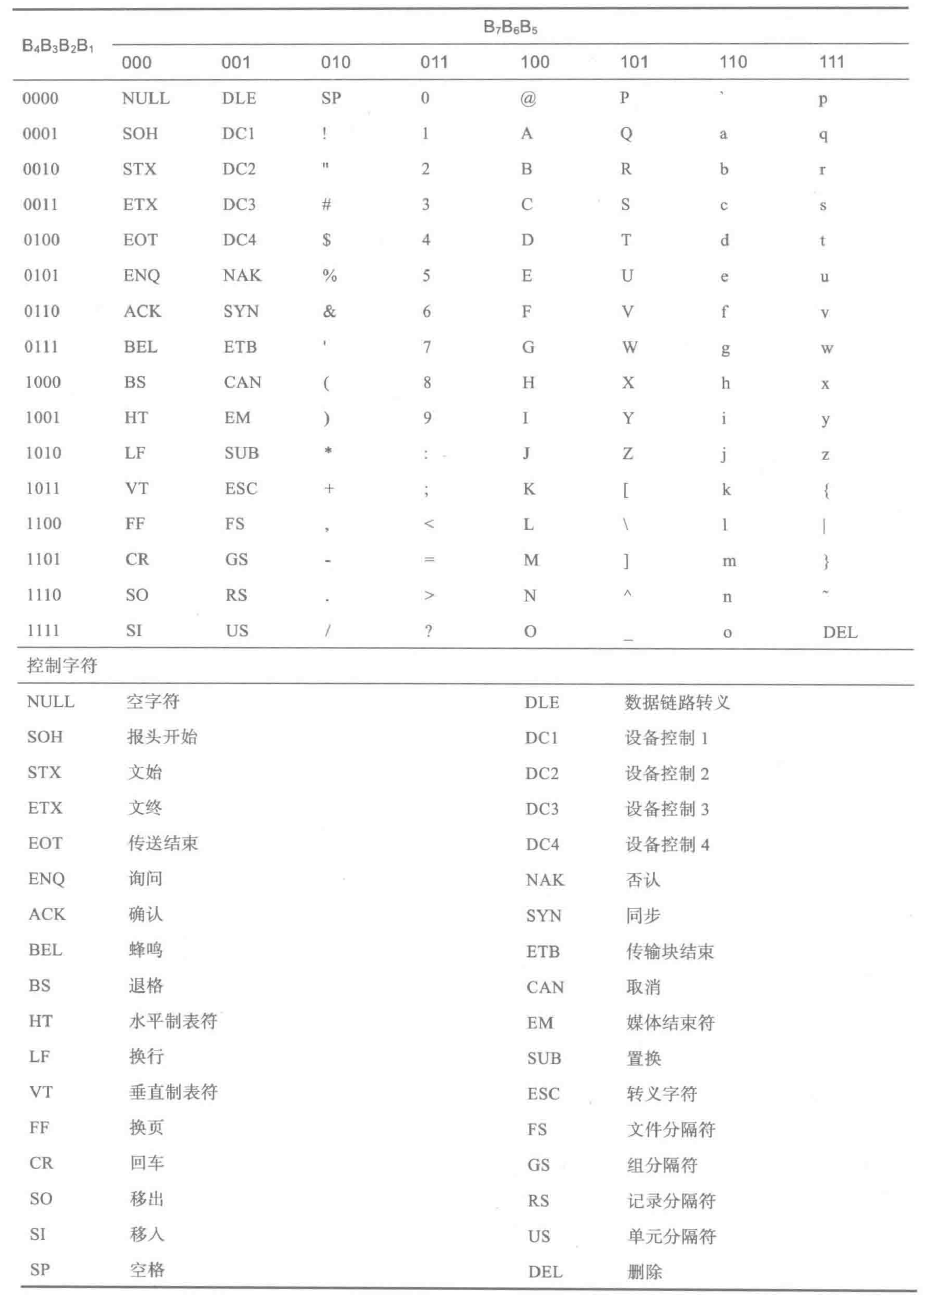 B₇B₆B₅
B₄B₃B₂B₁
000 001 010 011 100 101 110 111
0000 NULL DLE SP 0 @ P ` p
0001 SOH DC1 ! 1 A Q a q
0010 STX DC2 " 2 B R b r
0011 ETX DC3 # 3 C S c s
0100 EOT DC4 $ 4 D T d t
0101 ENQ NAK % 5 E U e u
0110 ACK SYN & 6 F V f v
0111 BEL ETB ' 7 G W g w
1000 BS CAN ( 8 H X h x
1001 HT EM ) 9 I Y i y
1010 LF SUB * : J Z j z
1011 VT ESC + ; K [ k {
1100 FF FS , < L \ l |
1101 CR GS - = M ] m }
1110 SO RS . > N ^ n ~
1111 SI US / ? O _ o DEL
控制字符
NULL 空字符 DLE 数据链路转义
SOH 报头开始 DC1 设备控制 1
STX 文始 DC2 设备控制 2
ETX 文终 DC3 设备控制 3
EOT 传送结束 DC4 设备控制 4
ENQ 询问 NAK 否认
ACK 确认 SYN 同步
BEL 蜂鸣 ETB 传输块结束
BS 退格 CAN 取消
HT 水平制表符 EM 媒体结束符
LF 换行 SUB 置换
VT 垂直制表符 ESC 转义字符
FF 换页 FS 文件分隔符
CR 回车 GS 组分隔符
SO 移出 RS 记录分隔符
SI 移入 US 单元分隔符
SP 空格 DEL 删除